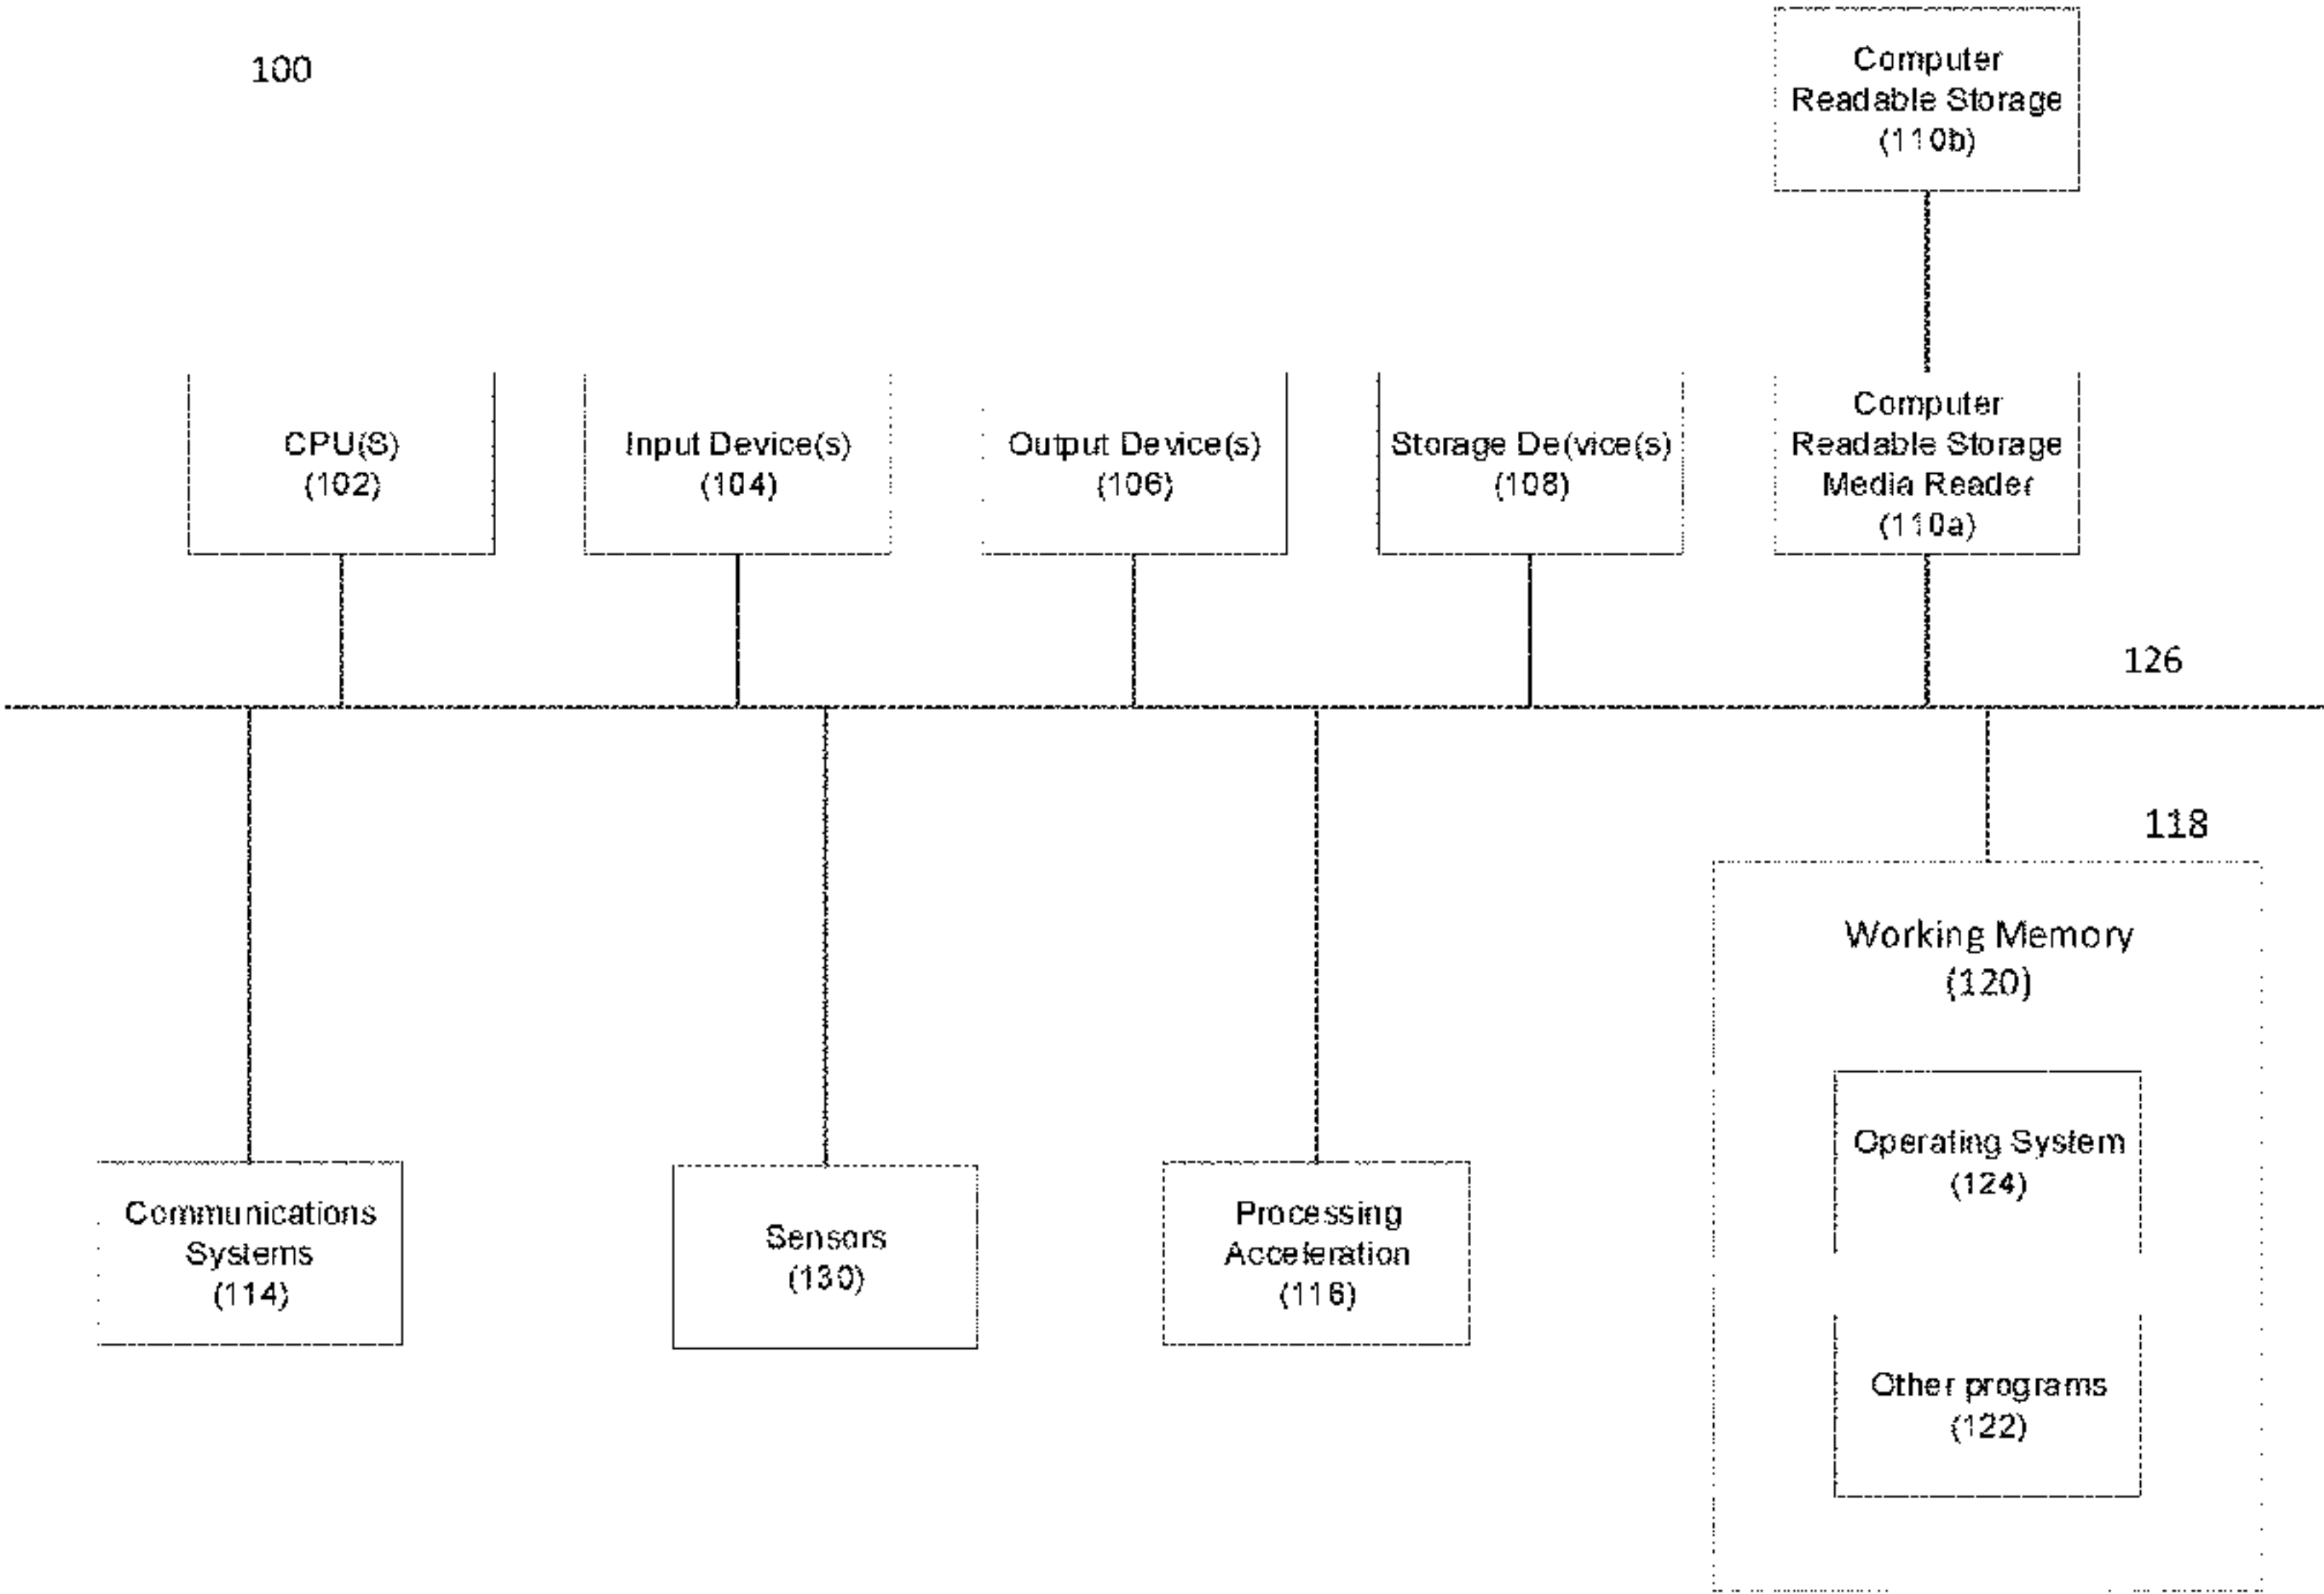 100
Computer
Readable Storage
(110b)
CPU(S)
(102)
Input Device(s)
(104)
Output Device(s)
(106)
Storage De(vice(s)
(108)
Computer
Readable Storage
Media Reader
(110a)
126
118
Working Memory
(120)
Operating System
(124)
Other programs
(122)
Communications
Systems
(114)
Sensors
(130)
Processing
Acceleration
(116)